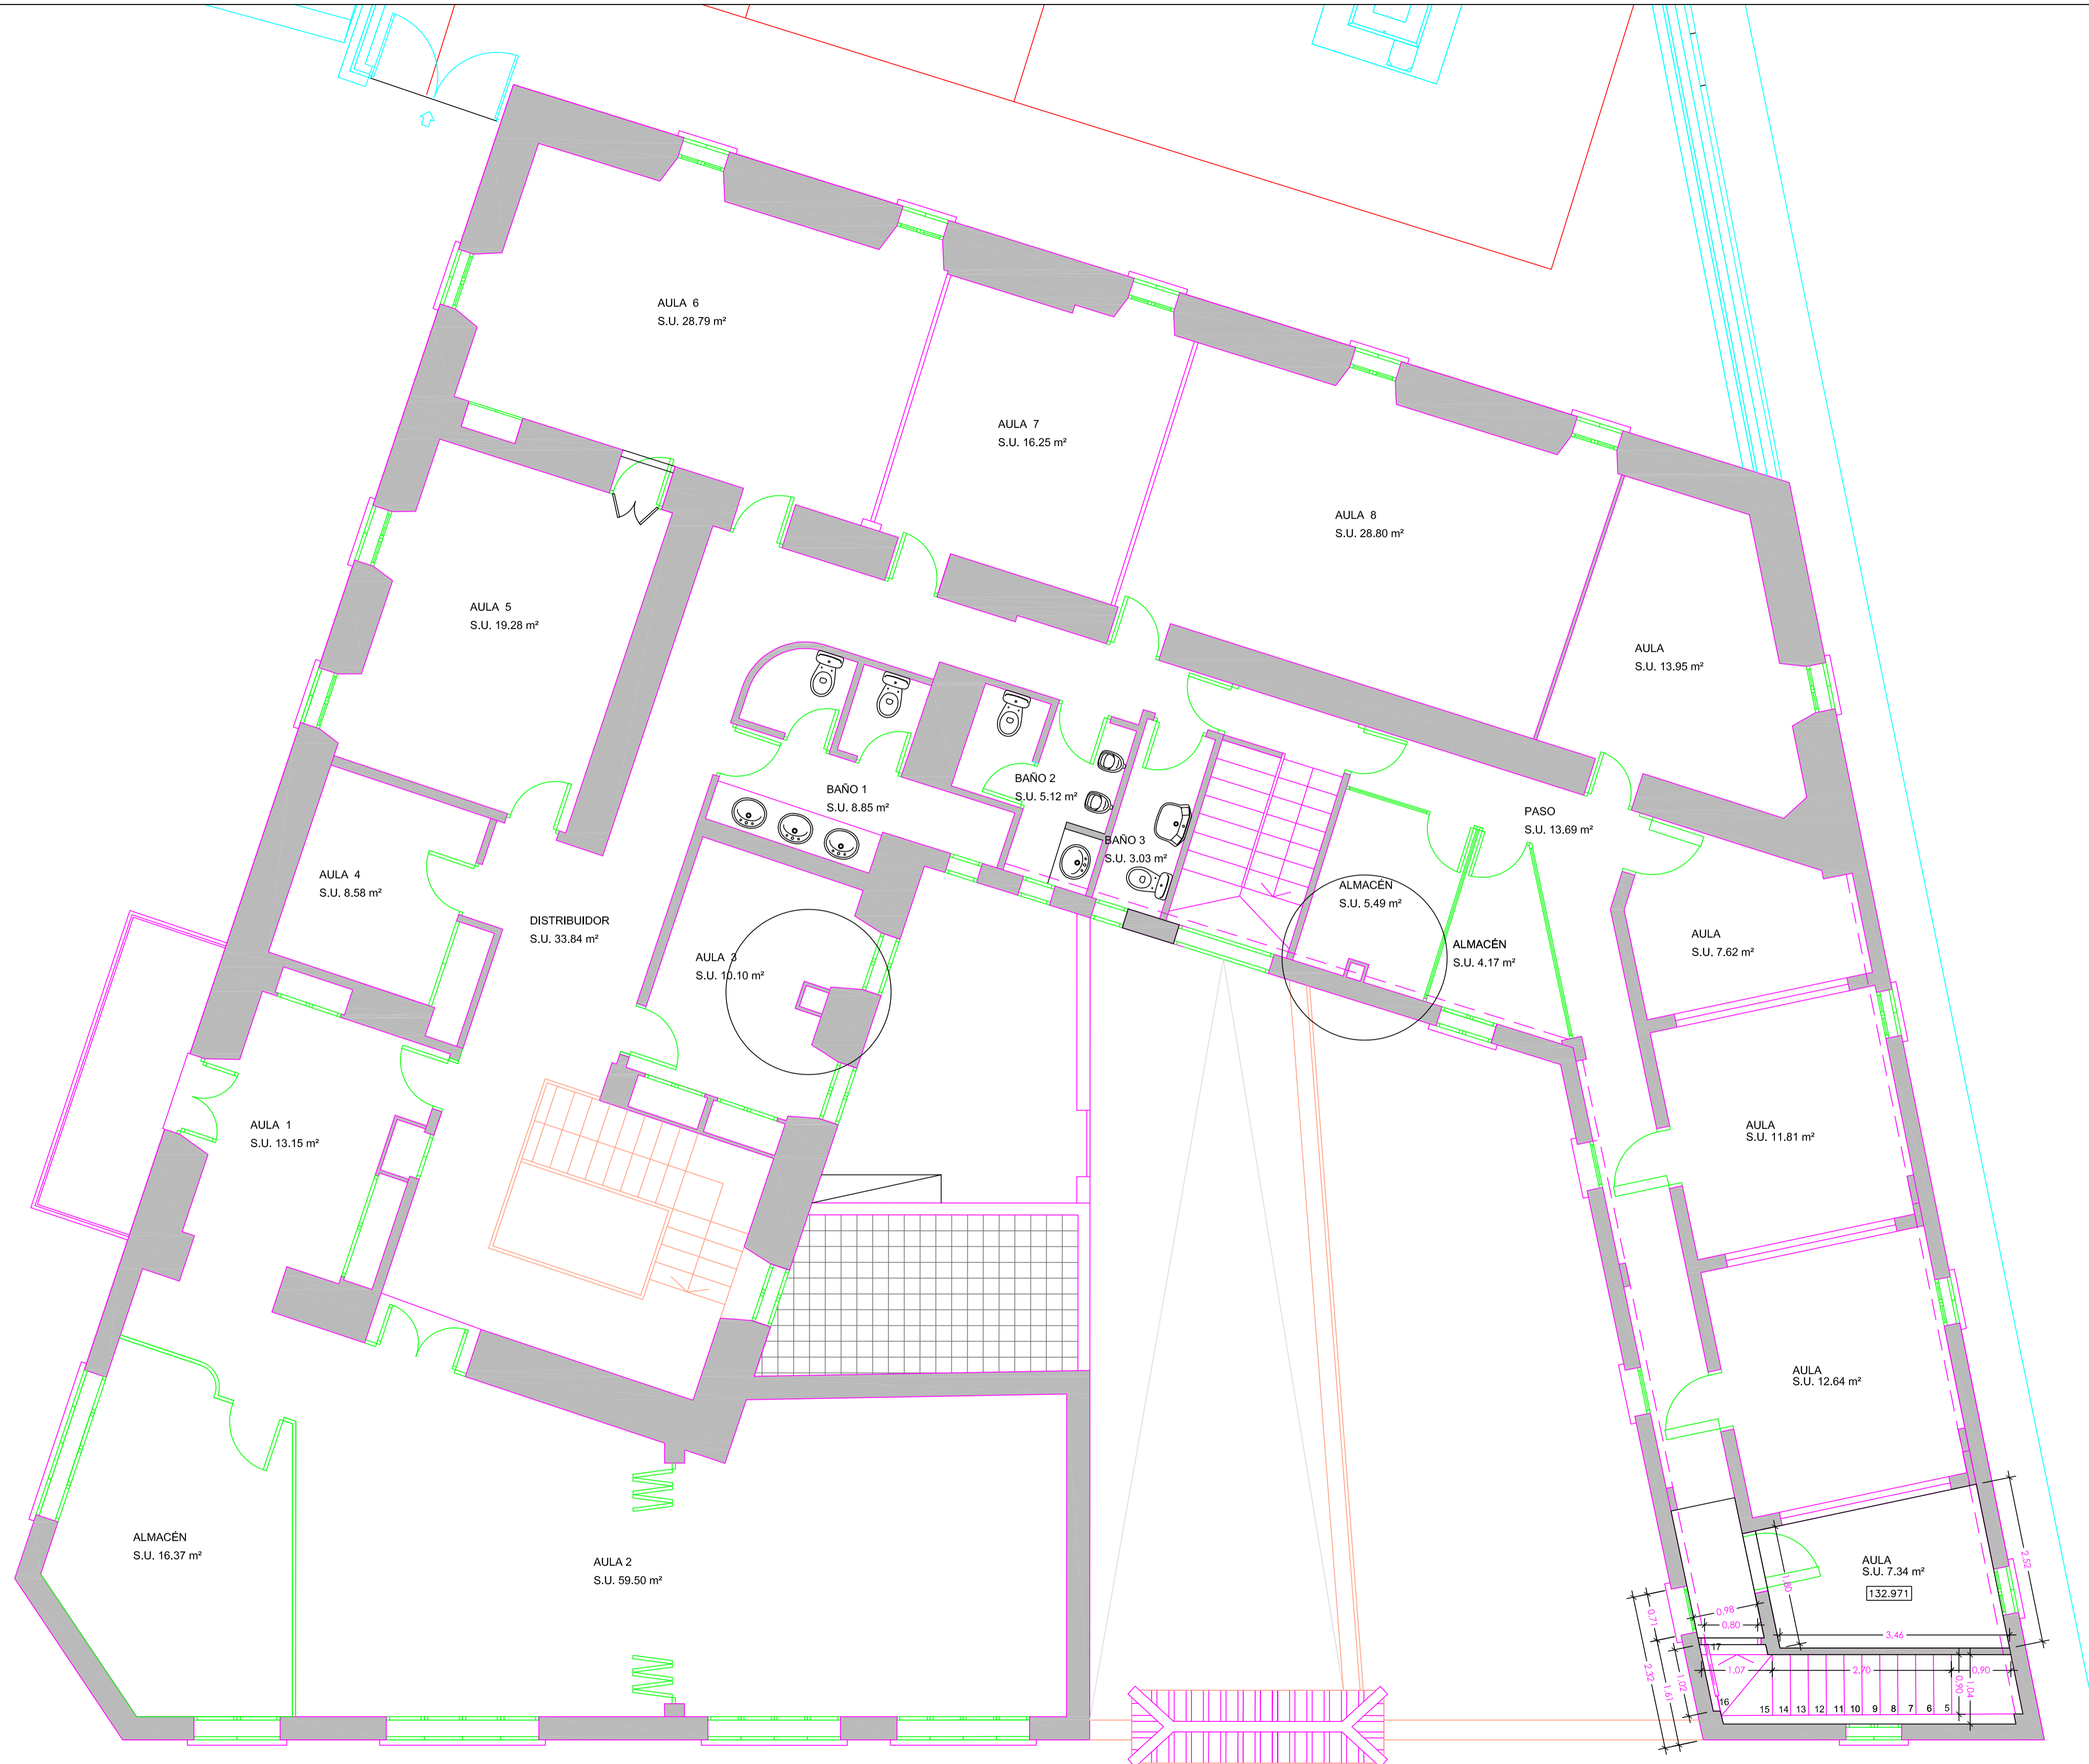 AULA 6
S.U. 28.79 m²
AULA 7
S.U. 16.25 m²
AULA 8
S.U. 28.80 m²
AULA 5
S.U. 19.28 m²
AULA
S.U. 13.95 m²
BAÑO 1
S.U. 8.85 m²
BAÑO 2
S.U. 5.12 m²
BAÑO 3
S.U. 3.03 m²
PASO
S.U. 13.69 m²
AULA 4
S.U. 8.58 m²
ALMACÉN
S.U. 5.49 m²
DISTRIBUIDOR
S.U. 33.84 m²
AULA 3
S.U. 10.10 m²
ALMACÉN
S.U. 4.17 m²
AULA
S.U. 7.62 m²
AULA 1
S.U. 13.15 m²
AULA
S.U. 11.81 m²
AULA
S.U. 12.64 m²
ALMACÉN
S.U. 16.37 m²
AULA 2
S.U. 59.50 m²
AULA
S.U. 7.34 m²
132.971
2,52
1,80
0,98
0,80
0,71
3,46
2,32
1,61
1,02
17
1,07
2,70
0,90
0,90
1,04
16
15 14 13 12 11 10 9 8 7 6 5